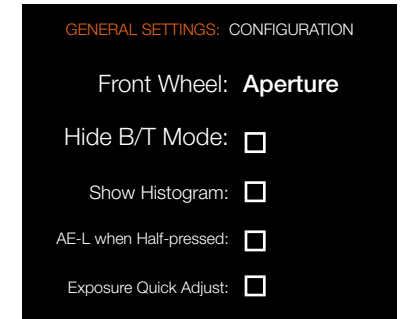 GENERAL SETTINGS: CONFIGURATION
Front Wheel: Aperture
Hide B/T Mode:
Show Histogram:
AE-L when Half-pressed:
Exposure Quick Adjust: